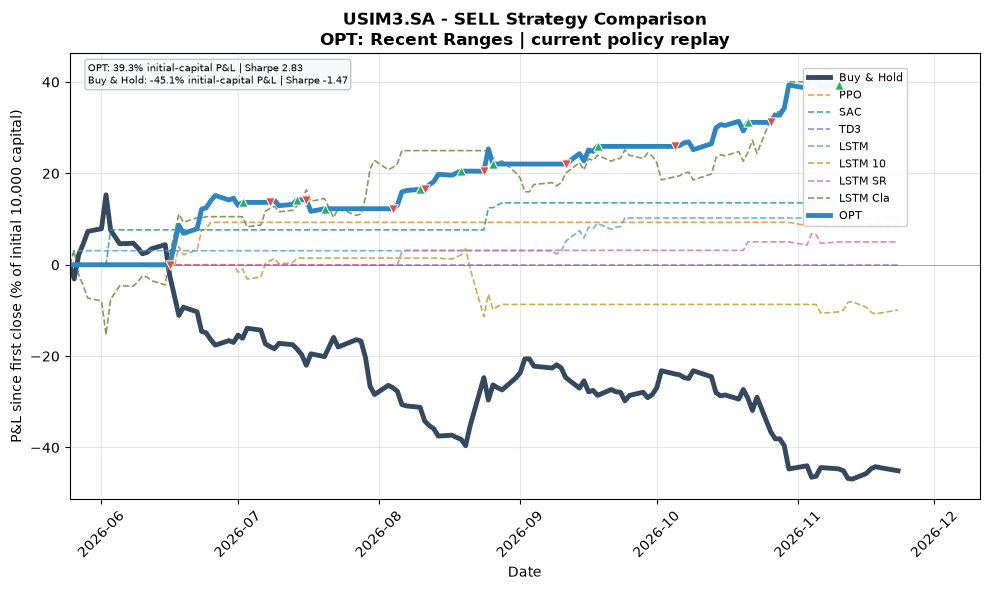 USIM3.SA - SELL Strategy Comparison
OPT: Recent Ranges | current policy replay
OPT: 39.3% initial-capital P&L | Sharpe 2.83
Buy & Hold: -45.1% initial-capital P&L | Sharpe -1.47
Buy & Hold
PPO
SAC
TD3
LSTM
LSTM 10
LSTM SR
LSTM Cla
OPT
P&L since first close (% of initial 10,000 capital)
40
20
0
−20
−40
2026-06
2026-07
2026-08
2026-09
2026-10
2026-11
2026-12
Date